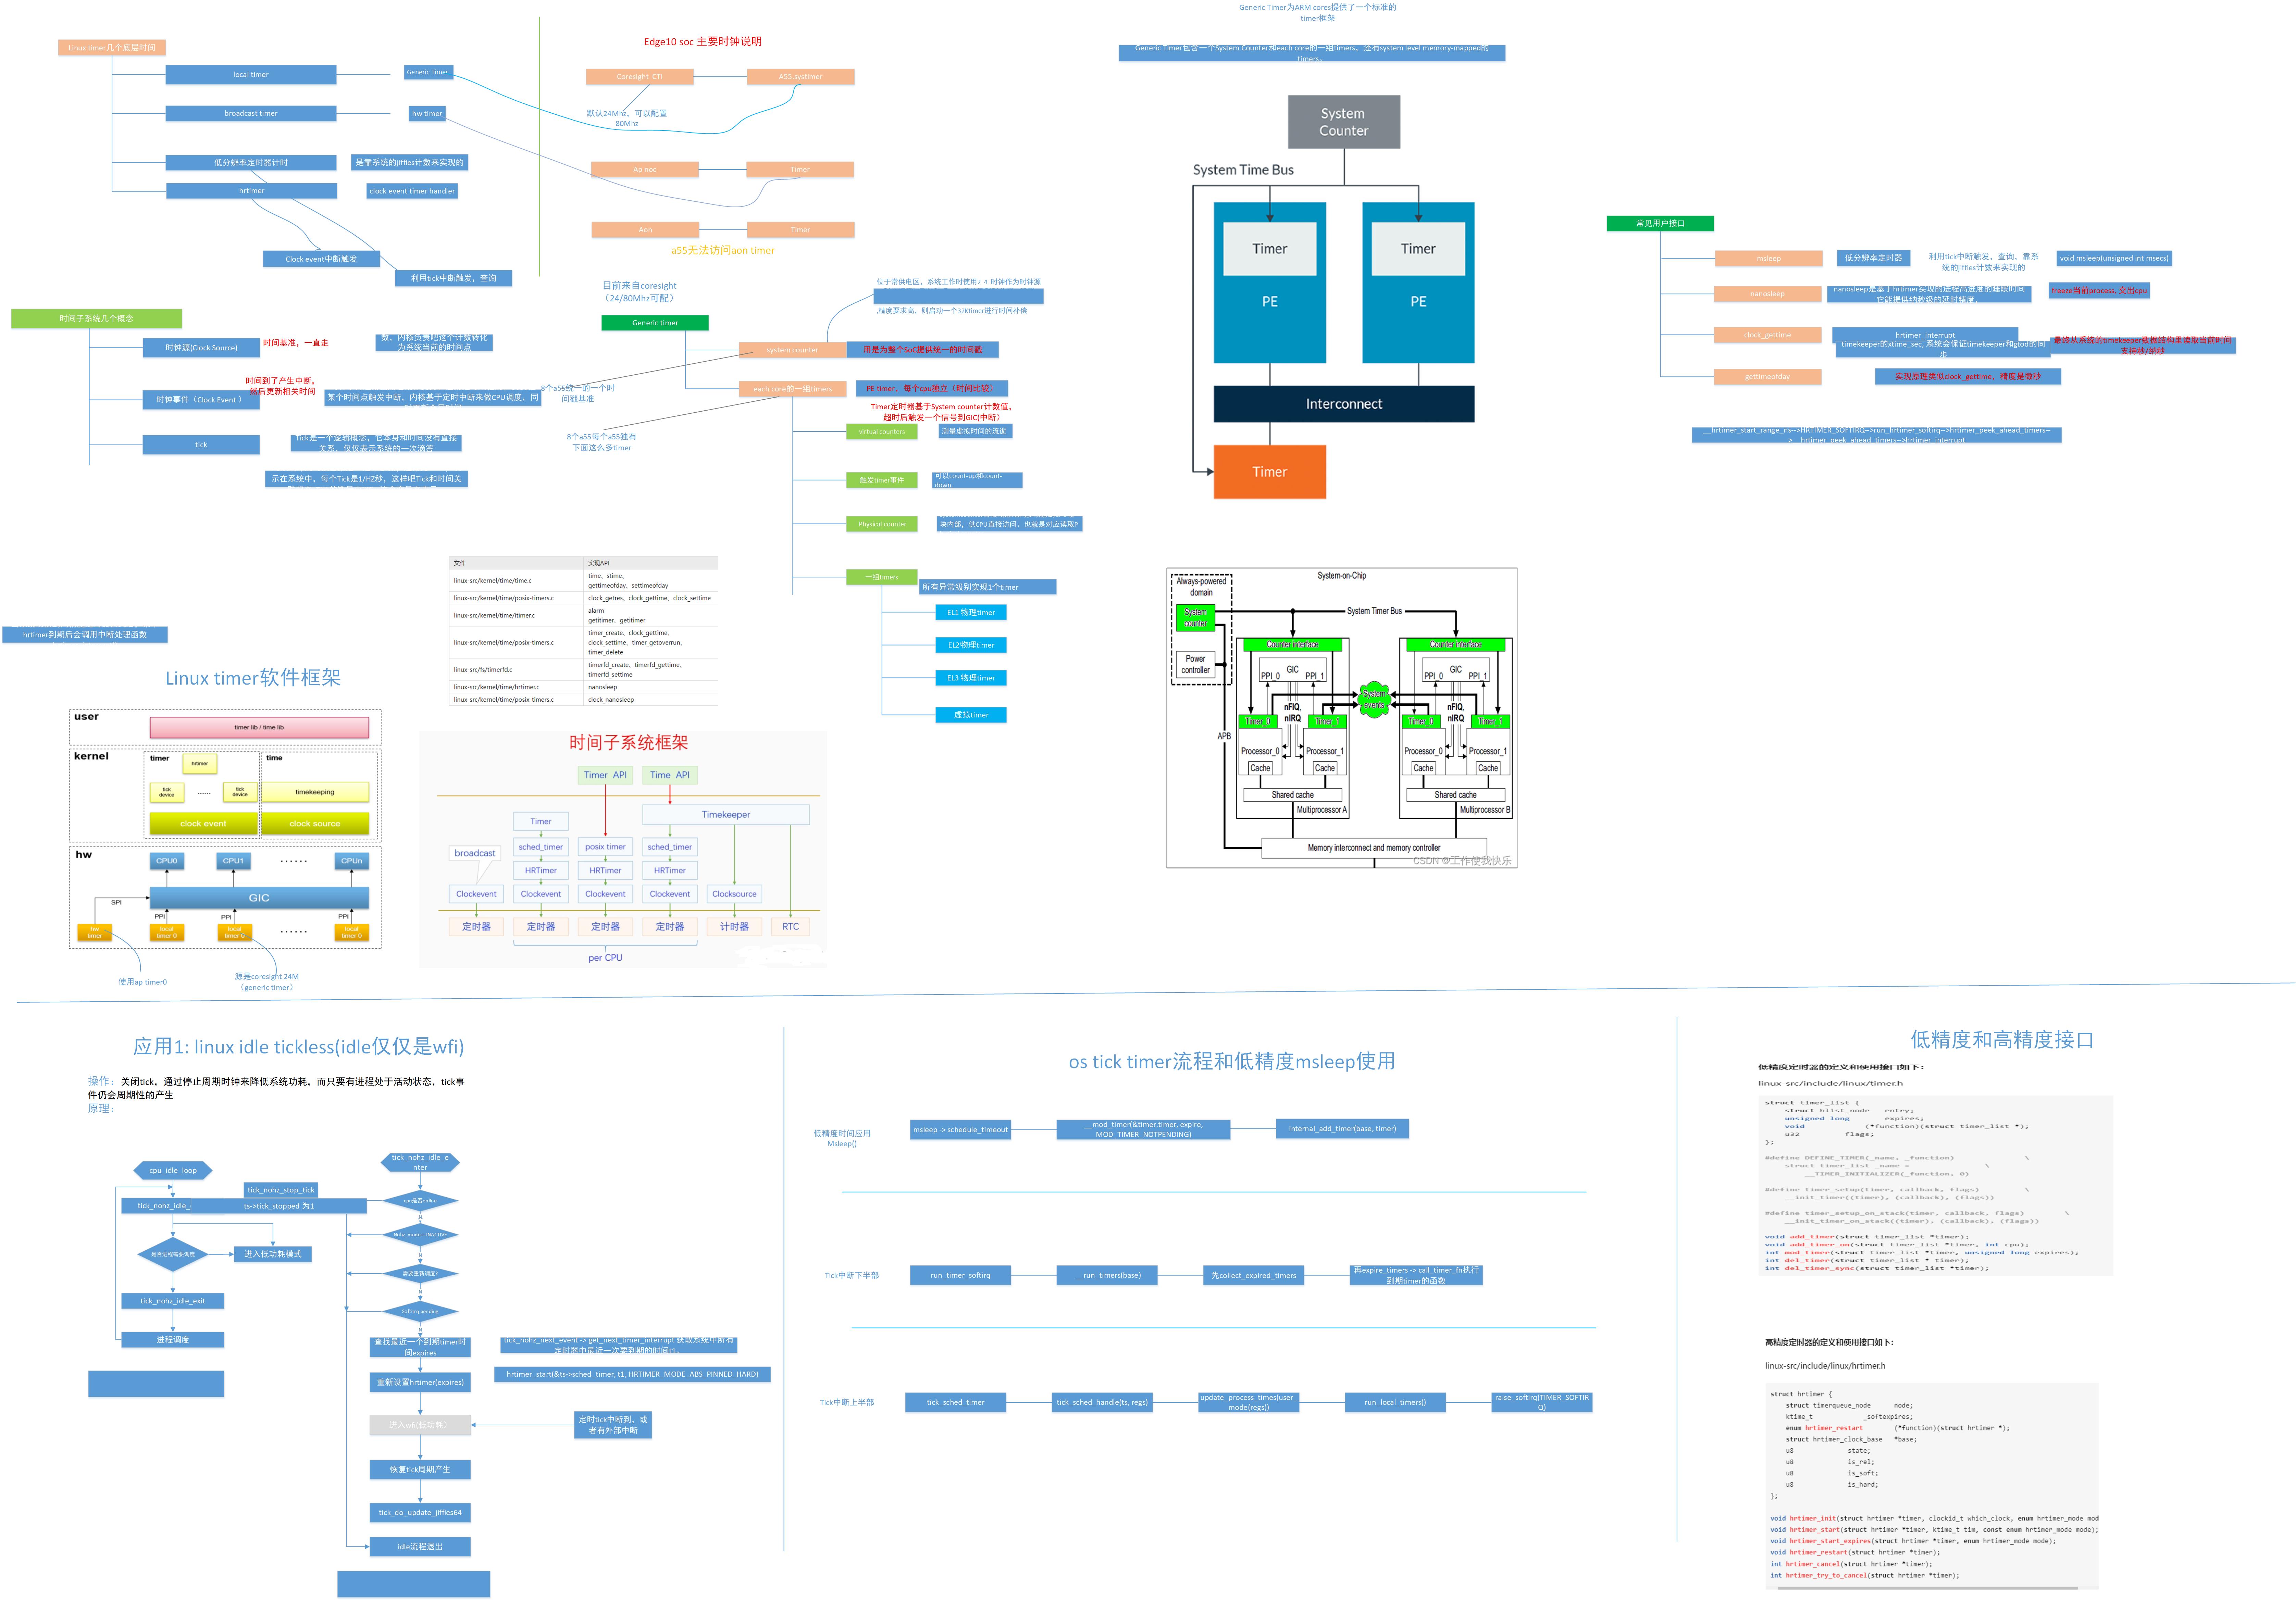 Linux timer几个底层时间
local timer
Generic Timer
broadcast timer
hw timer
低分辨率定时器计时
是靠系统的jiffies计数来实现的
hrtimer
clock event timer handler
Clock event中断触发
利用tick中断触发、查询
Edge10 soc 主要时钟说明
Coresight CTI
A55.systimer
默认24Mhz，可以配置
80Mhz
Ap noc
Timer
Aon
Timer
a55无法访问aon timer
时间子系统几个概念
时钟源(Clock Source)
时间基准，一直走
数，内核负责吧这个计数转化
为系统当前的时间点
时钟事件（Clock Event ）
时间到了产生中断，
然后更新相关时间
某个时间点触发中断，内核基于定时中断来做CPU调度，同
tick
Tick是一个逻辑概念，它本身和时间没有直接
关系，仅仅表示系统的一次滴答
示在系统中，每个Tick是1/HZ秒，这样吧Tick和时间关
目前来自coresight
（24/80Mhz可配）
Generic timer
位于常供电区，系统工作时使用2 4. 时钟作为时钟源
,精度要求高，到启动一个32Ktimer进行时间补偿
system counter
用是为整个SoC提供统一的时间戳
8个a55统一的一个时
间戳基准
each core的一组timers
PE timer，每个cpu独立（时间比较）
Timer定时器基于System counter计数值，
超时后触发一个信号到GIC(中断）
8个a55每个a55独有
下面这么多timer
virtual counters
测量虚拟时间的流逝
触发timer事件
可以count-up和count-
down.
Physical counter
块内部，供CPU直接访问。也就是对应读取P
一组timers
所有异常级别实现1个timer
EL1 物理timer
EL2物理timer
EL3 物理timer
虚拟timer
Generic Timer为ARM cores提供了一个标准的
timer框架
Generic Timer包含一个System Counter和each core的一组timers，还有system level memory-mapped的
timers。
System
Counter
System Time Bus
Timer
Timer
PE
PE
Interconnect
Timer
常见用户接口
msleep
低分辨率定时器
利用tick中断触发，查询，靠系
统的jiffies计数来实现的
void msleep(unsigned int msecs)
nanosleep
nanosleep是基于hrtimer实现的进程高进度的睡眠时间
它能提供纳秒级的延时精度，
freeze当前process, 交出cpu
clock_gettime
hrtimer_interrupt
timekeeper的xtime_sec, 系统会保证timekeeper和gtod的同
步
最终从系统的timekeeper数据结构里读取当前时间
支持秒/纳秒
gettimeofday
实现原理类似clock_gettime，精度是微秒
__hrtimer_start_range_ns-->HRTIMER_SOFTIRQ-->run_hrtimer_softirq-->hrtimer_peek_ahead_timers--
>__hrtimer_peek_ahead_timers-->hrtimer_interrupt
文件 实现API
linux-src/kernel/time/time.c time、stime、
gettimeofday、settimeofday
linux-src/kernel/time/posix-timers.c clock_getres、clock_gettime、clock_settime
linux-src/kernel/time/itimer.c alarm
getitimer、getitimer
linux-src/kernel/time/posix-timers.c timer_create、clock_gettime、
clock_settime、timer_getoverrun、
timer_delete
linux-src/fs/timerfd.c timerfd_create、timerfd_gettime、
timerfd_settime
linux-src/kernel/time/hrtimer.c nanosleep
linux-src/kernel/time/posix-timers.c clock_nanosleep
hrtimer到期后会调用中断处理函数
Linux timer软件框架
user
timer lib / time lib
kernel
timer
time
hrtimer
tick
device
......
tick
device
timekeeping
clock event
clock source
hw
CPU0
CPU1
......
CPUn
GIC
SPI
PPI
PPI
PPI
hw
timer
local
timer 0
local
timer
......
local
timer
使用ap timer0
源是coresight 24M
（generic timer）
时间子系统框架
Timer API
Time API
Timer
Timekeeper
broadcast
sched_timer
posix timer
sched_timer
HRTimer
HRTimer
HRTimer
Clockevent
Clockevent
Clockevent
Clockevent
Clocksource
定时器
定时器
定时器
定时器
计时器
RTC
per CPU
System-on-Chip
Always-powered
domain
System
counter
System Timer Bus
Power
controller
Counter interface
Counter interface
GIC
PPI_0
PPI_1
GIC
PPI_0
PPI_1
System
events
nFIQ,
nIRQ
nFIQ,
nIRQ
Timer_0
Timer_1
Timer_0
Timer_1
APB
Processor_0
Processor_1
Processor_0
Processor_1
Cache
Cache
Cache
Cache
Shared cache
Shared cache
Multiprocessor A
Multiprocessor B
Memory interconnect and memory controller
CSDN @工作使我快乐
应用1: linux idle tickless(idle仅仅是wfi)
操作：关闭tick，通过停止周期时钟来降低系统功耗，而只要有进程处于活动状态，tick事
件仍会周期性的产生
原理：
cpu_idle_loop
tick_nohz_idle_
tick_nohz_stop_tick
ts->tick_stopped 为1
是否进程需要调度
进入低功耗模式
tick_nohz_idle_exit
进程调度
tick_nohz_idle_e
nter
cpu是否online
N
Nohz_mode==INACTIVE
N
需要重新调度？
N
Softirq pending
N
查找最近一个到期timer时
间expires
tick_nohz_next_event -> get_next_timer_interrupt 获取系统中所有
定时器中最近一次要到期的时间t1。
重新设置hrtimer(expires)
hrtimer_start(&ts->sched_timer, t1, HRTIMER_MODE_ABS_PINNED_HARD)
进入wfi(低功耗）
定时tick中断到，或
者有外部中断
恢复tick周期产生
tick_do_update_jiffies64
idle流程退出
os tick timer流程和低精度msleep使用
低精度时间应用
Msleep()
msleep -> schedule_timeout
__mod_timer(&timer.timer, expire,
MOD_TIMER_NOTPENDING)
internal_add_timer(base, timer)
Tick中断下半部
run_timer_softirq
__run_timers(base)
先collect_expired_timers
再expire_timers -> call_timer_fn执行
到期timer的函数
Tick中断上半部
tick_sched_timer
tick_sched_handle(ts, regs)
update_process_times(user_
mode(regs))
run_local_timers()
raise_softirq(TIMER_SOFTIR
Q)
低精度和高精度接口
低精度定时器的定义和使用接口如下：
linux-src/include/linux/timer.h
struct timer_list {
struct hlist_node entry;
unsigned long expires;
void (*function)(struct timer_list *);
u32 flags;
};
#define DEFINE_TIMER(_name, _function) \
struct timer_list _name = \
__TIMER_INITIALIZER(_function, 0)
#define timer_setup(timer, callback, flags) \
__init_timer((timer), (callback), (flags))
#define timer_setup_on_stack(timer, callback, flags) \
__init_timer_on_stack((timer), (callback), (flags))
void add_timer(struct timer_list *timer);
void add_timer_on(struct timer_list *timer, int cpu);
int mod_timer(struct timer_list *timer, unsigned long expires);
int del_timer(struct timer_list * timer);
int del_timer_sync(struct timer_list *timer);
高精度定时器的定义和使用接口如下：
linux-src/include/linux/hrtimer.h
struct hrtimer {
struct timerqueue_node node;
ktime_t _softexpires;
enum hrtimer_restart (*function)(struct hrtimer *);
struct hrtimer_clock_base *base;
u8 state;
u8 is_rel;
u8 is_soft;
u8 is_hard;
};
void hrtimer_init(struct hrtimer *timer, clockid_t which_clock, enum hrtimer_mode mod
void hrtimer_start(struct hrtimer *timer, ktime_t tim, const enum hrtimer_mode mode);
void hrtimer_start_expires(struct hrtimer *timer, enum hrtimer_mode mode);
void hrtimer_restart(struct hrtimer *timer);
int hrtimer_cancel(struct hrtimer *timer);
int hrtimer_try_to_cancel(struct hrtimer *timer);